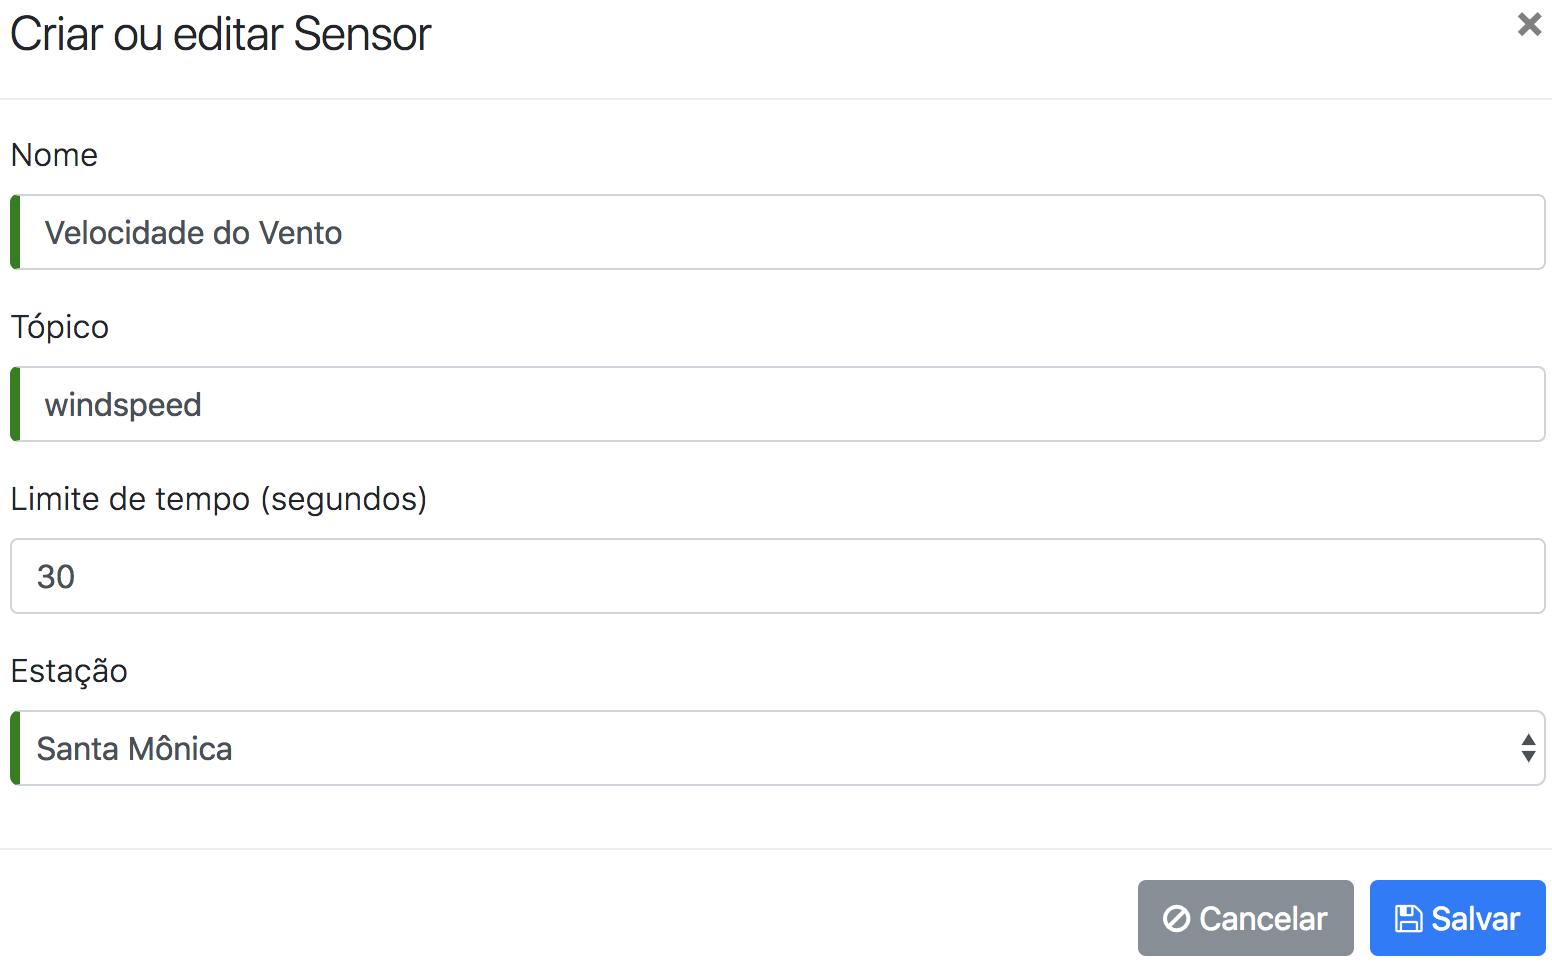 Criar ou editar Sensor
Nome
Velocidade do Vento
Tópico
windspeed
Limite de tempo (segundos)
30
Estação
Santa Mônica
Cancelar
Salvar